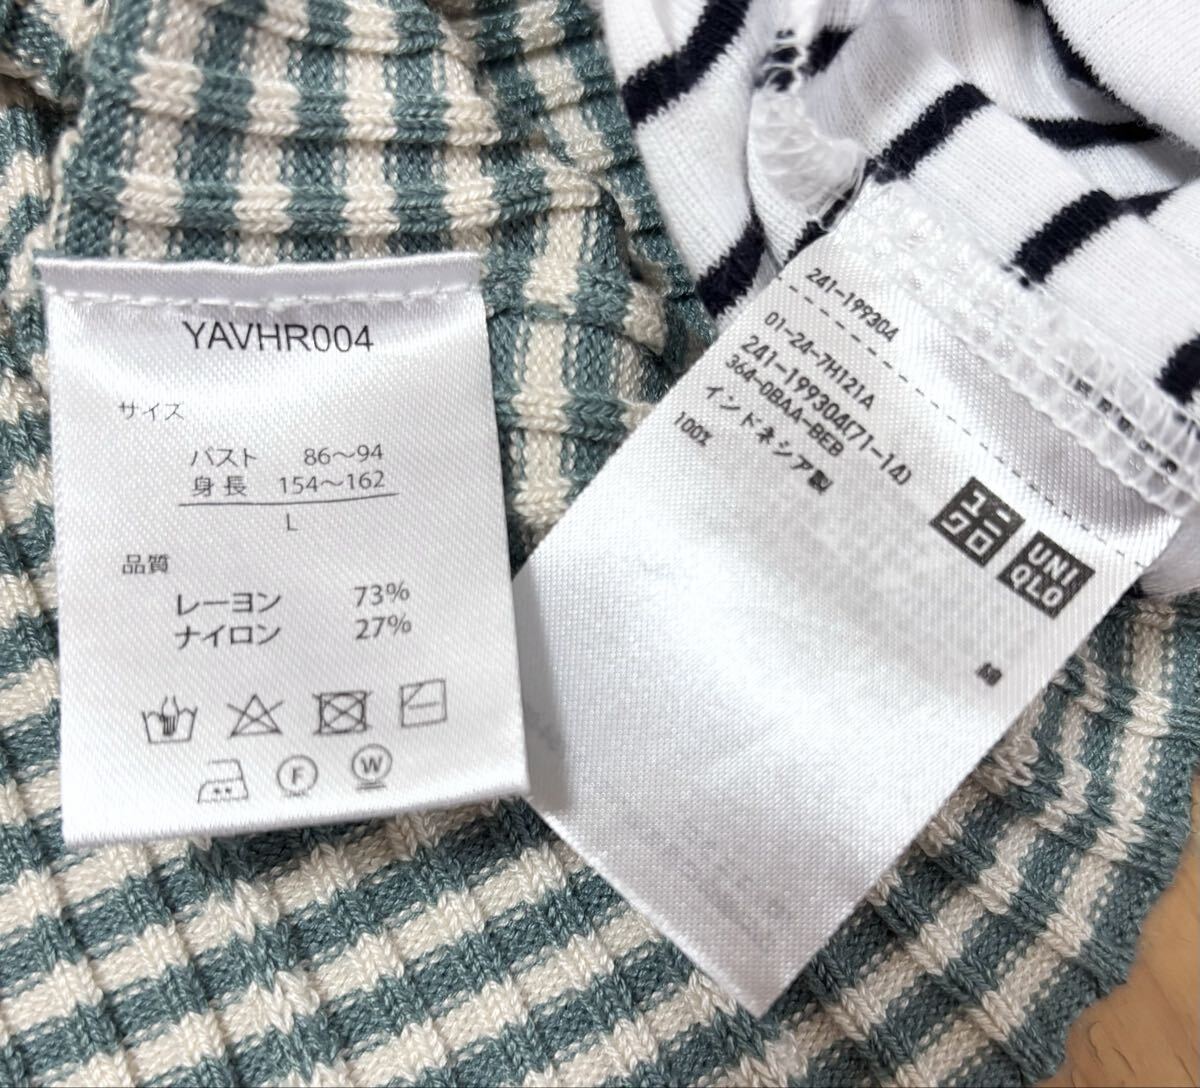 YAVHR004
サイズ
バスト 86～94
身長 154～162
L
品質
レーヨン 73%
ナイロン 27%
F
W
241-199304
01-24-7H121A
241-199304(71-14)
364-0BAA-BEB
インドネシア製
100%
綿
ユニクロ
UNIQLO